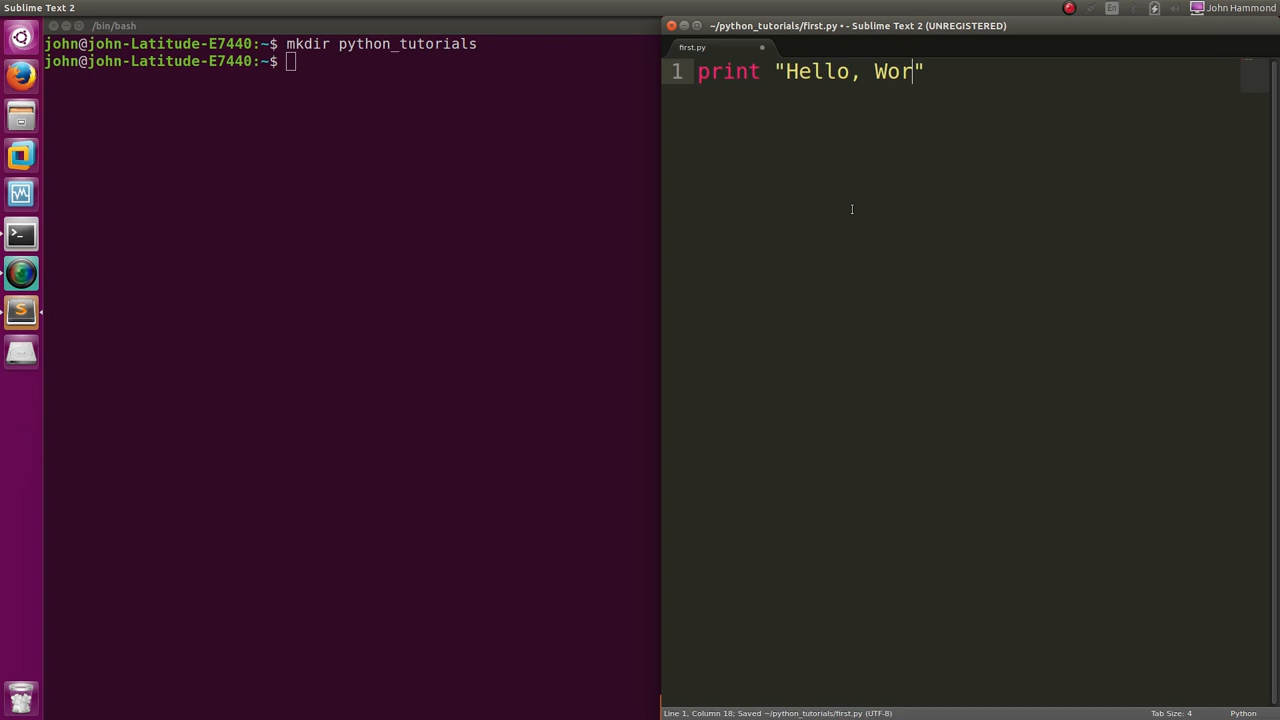 Sublime Text 2
En
John Hammond
/bin/bash
john@john-Latitude-E7440:~$ mkdir python_tutorials
john@john-Latitude-E7440:~$
~/python_tutorials/first.py • - Sublime Text 2 (UNREGISTERED)
first.py
1 print "Hello, Wor"
Line 1, Column 18; Saved ~/python_tutorials/first.py (UTF-8)
Tab Size: 4
Python